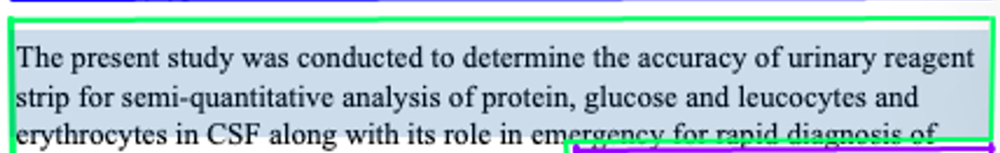 The present study was conducted to determine the accuracy of urinary reagent
strip for semi-quantitative analysis of protein, glucose and leucocytes and
erythrocytes in CSF along with its role in emergency for rapid diagnosis of